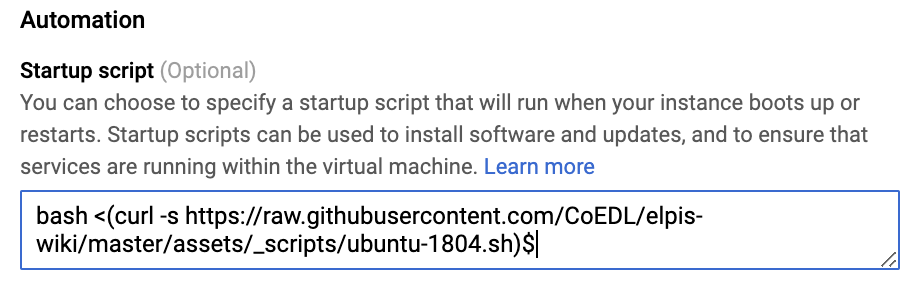 Automation
Startup script (Optional)
You can choose to specify a startup script that will run when your instance boots up or
restarts. Startup scripts can be used to install software and updates, and to ensure that
services are running within the virtual machine. Learn more
bash <(curl -s https://raw.githubusercontent.com/CoEDL/elpis-
wiki/master/assets/_scripts/ubuntu-1804.sh)$